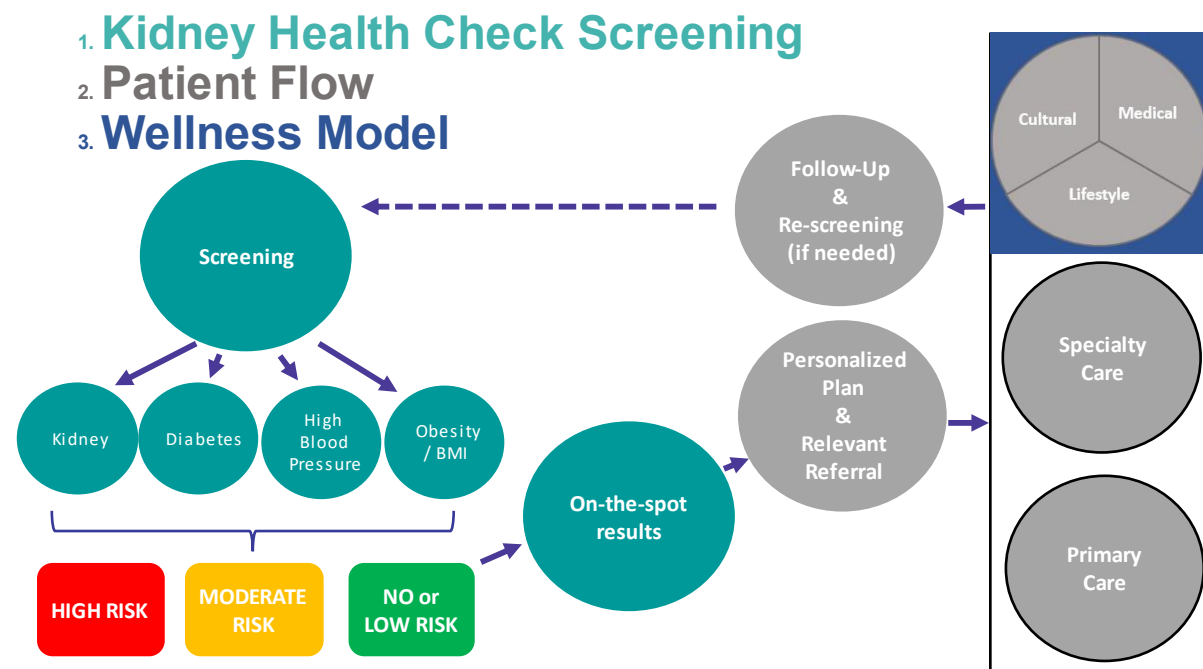 1. Kidney Health Check Screening
2. Patient Flow
3. Wellness Model
Cultural
Medical
Lifestyle
Follow-Up
&
Re-screening
(if needed)
Screening
Specialty
Care
Personalized
Plan
&
Relevant
Referral
Kidney
Diabetes
High
Blood
Pressure
Obesity
/ BMI
On-the-spot
results
Primary
Care
HIGH RISK
MODERATE
RISK
NO or
LOW RISK